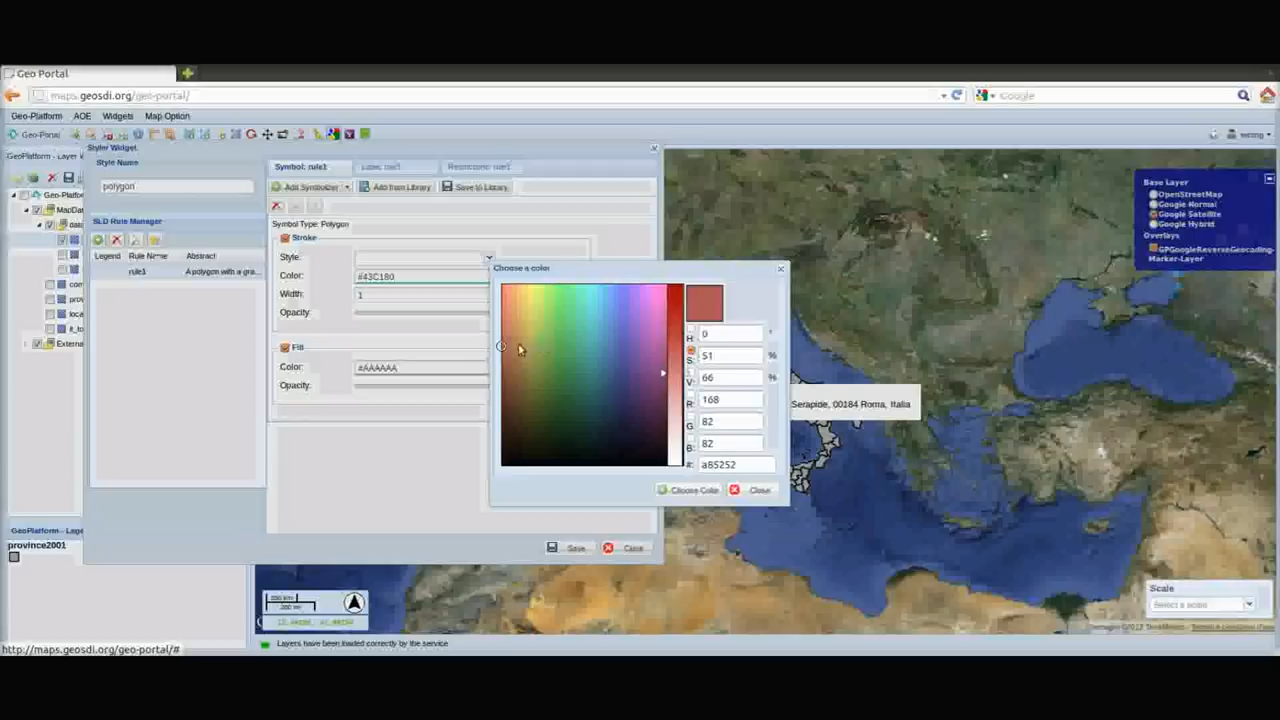 Geo Portal
maps.geosdi.org/geo-portal/
Google
Geo-Platform AOE Widgets Map Option
Geo-Portal
GeoPlatform - Layer
Styler Widget
Style Name
polygon
SLD Rule Manager
Legend Rule Name Abstract
rule1 A polygon with a gra...
Symbol: rule1
Add Symbolizer Add from Library Save to Library
Symbol Type: Polygon
Stroke
Style:
Color: #43C180
Width: 1
Opacity:
Fill
Color: #AAAAAA
Opacity:
Save Close
Choose a color
H: 0 °
S: 51 %
V: 66 %
R: 168
G: 82
B: 82
#: a85252
Choose Color Close
Serapide, 00184 Roma, Italia
Base Layer
OpenStreetMap
Google Normal
Google Satellite
Google Hybrid
Overlays
GPGoogleReverseGeocoding-
Marker-Layer
Scale
Select a scale
province2001
Layers have been loaded correctly by the service
http://maps.geosdi.org/geo-portal/#